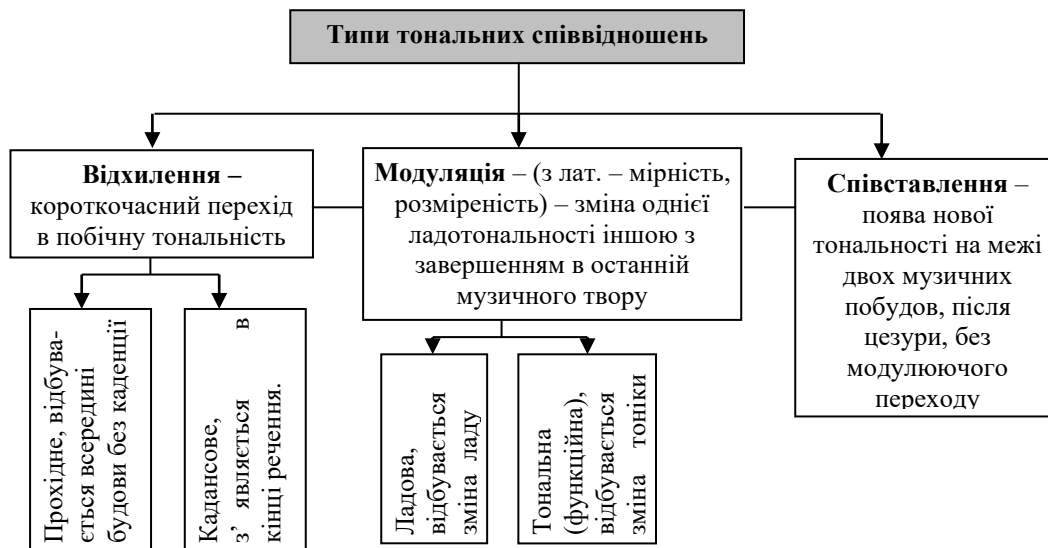 Типи тональних співвідношень
Відхилення –
короткочасний перехід
в побічну тональність
Модуляція – (з лат. – мірність,
розміреність) – зміна однієї
ладотональності іншою з
завершенням в останній
музичного твору
Співставлення –
поява нової
тональності на межі
двох музичних
побудов, після
цезури, без
модулюючого
переходу
Прохідне, відбува-
ється всередині
будови без каденції
Кадансове,
з’ являється в
кінці речення.
Ладова,
відбувається
зміна ладу
Тональна
(функційна),
відбувається
зміна тоніки